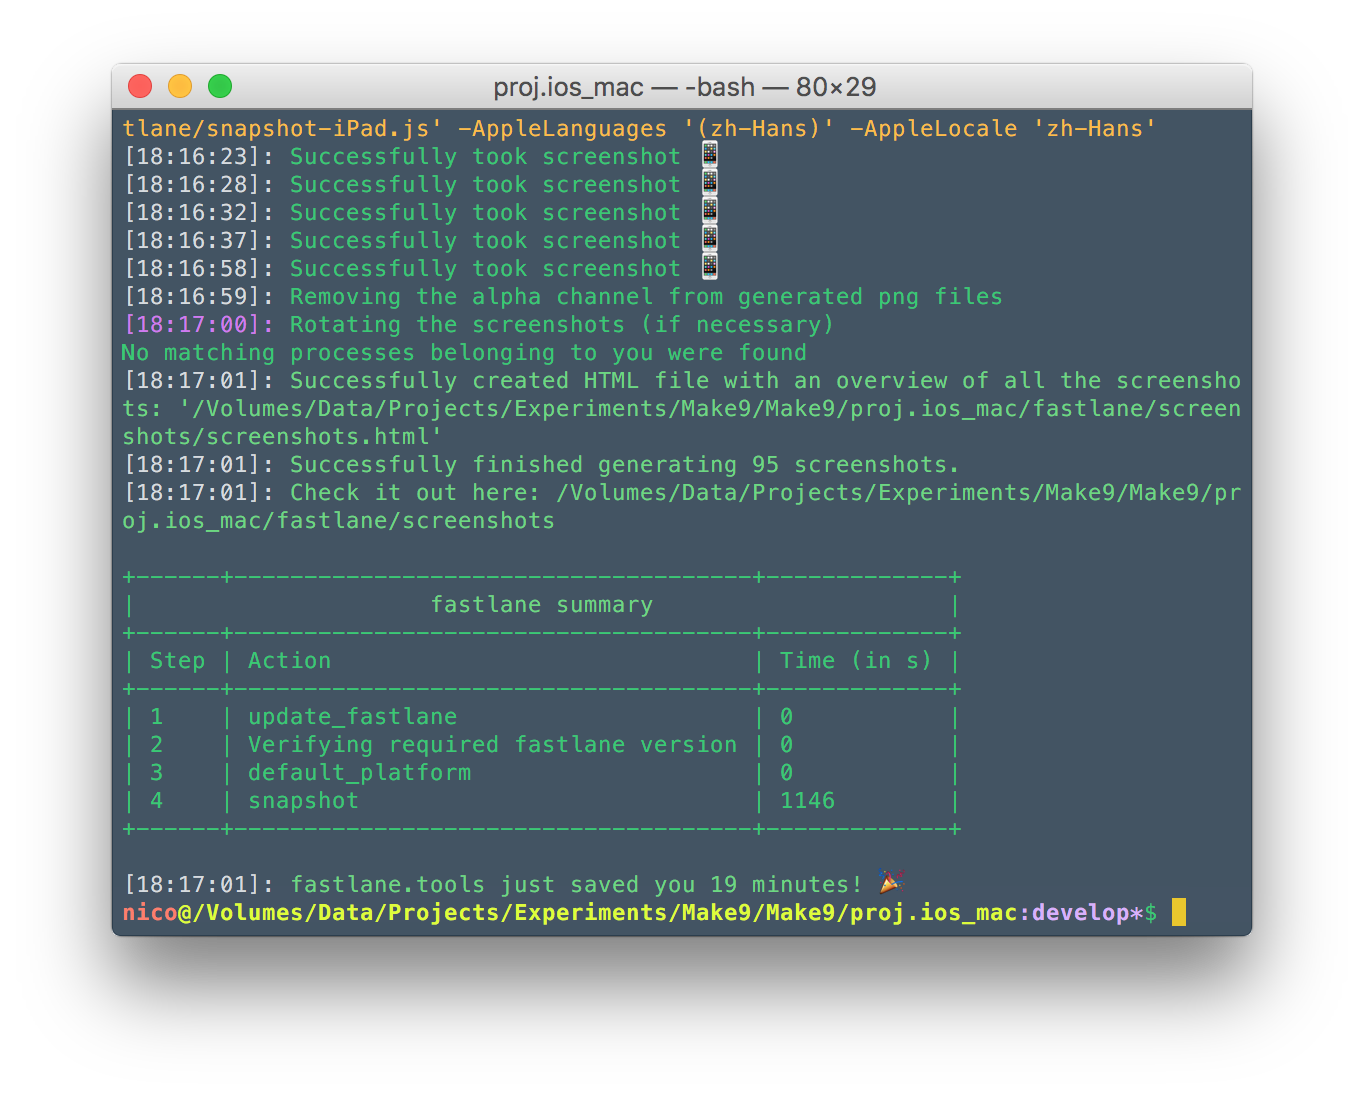 proj.ios_mac — -bash — 80×29
tlane/snapshot-iPad.js' -AppleLanguages '(zh-Hans)' -AppleLocale 'zh-Hans'
[18:16:23]: Successfully took screenshot 📱
[18:16:28]: Successfully took screenshot 📱
[18:16:32]: Successfully took screenshot 📱
[18:16:37]: Successfully took screenshot 📱
[18:16:58]: Successfully took screenshot 📱
[18:16:59]: Removing the alpha channel from generated png files
[18:17:00]: Rotating the screenshots (if necessary)
No matching processes belonging to you were found
[18:17:01]: Successfully created HTML file with an overview of all the screensho
ts: '/Volumes/Data/Projects/Experiments/Make9/Make9/proj.ios_mac/fastlane/screen
shots/screenshots.html'
[18:17:01]: Successfully finished generating 95 screenshots.
[18:17:01]: Check it out here: /Volumes/Data/Projects/Experiments/Make9/Make9/pr
oj.ios_mac/fastlane/screenshots
+------+-------------------------------------+-------------+
|                     fastlane summary                     |
+------+-------------------------------------+-------------+
| Step | Action                              | Time (in s) |
+------+-------------------------------------+-------------+
| 1    | update_fastlane                     | 0           |
| 2    | Verifying required fastlane version | 0           |
| 3    | default_platform                    | 0           |
| 4    | snapshot                            | 1146        |
+------+-------------------------------------+-------------+
[18:17:01]: fastlane.tools just saved you 19 minutes! 🎉
nico@/Volumes/Data/Projects/Experiments/Make9/Make9/proj.ios_mac:develop*$